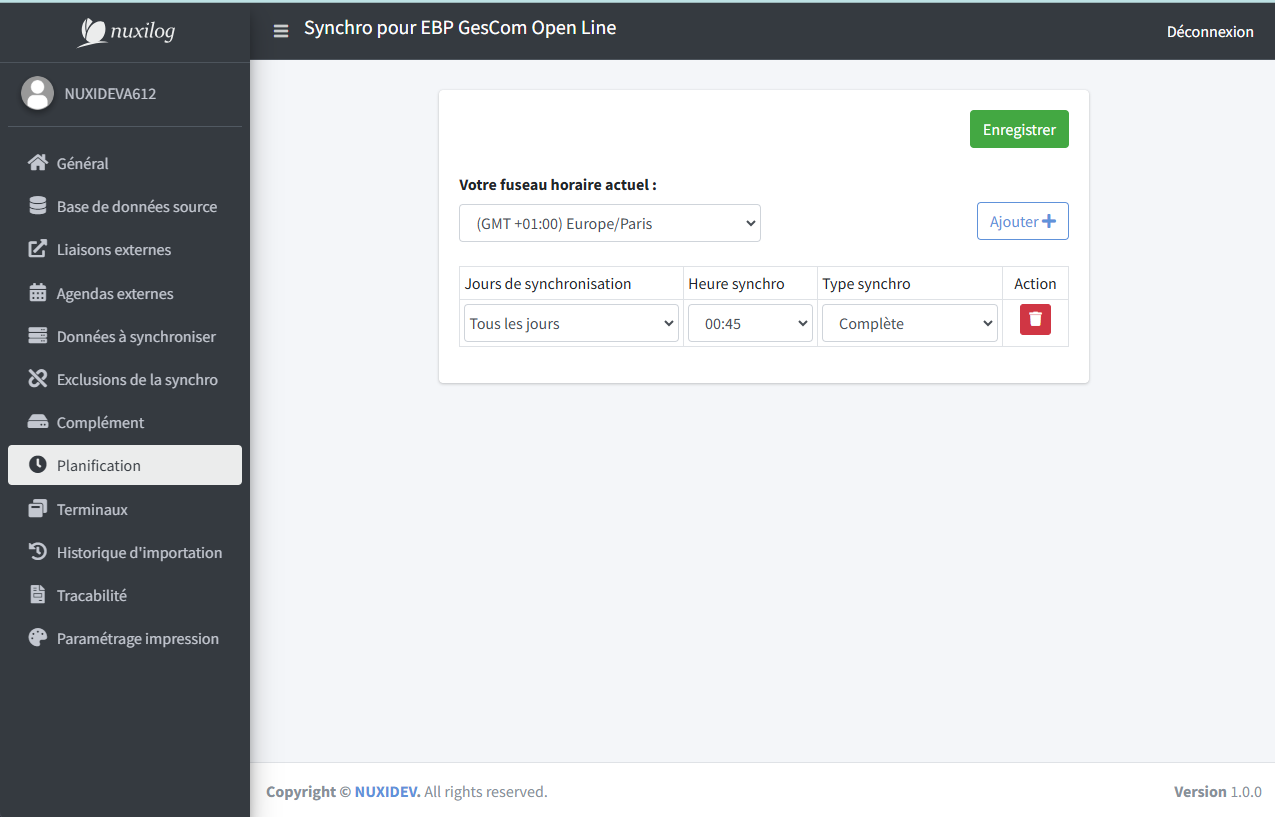 nuxilog
Synchro pour EBP GesCom Open Line
Déconnexion
NUXIDEVA612
Général
Base de données source
Liaisons externes
Agendas externes
Données à synchroniser
Exclusions de la synchro
Complément
Planification
Terminaux
Historique d'importation
Tracabilité
Paramétrage impression
Enregistrer
Votre fuseau horaire actuel :
(GMT +01:00) Europe/Paris
Ajouter
Jours de synchronisation Heure synchro Type synchro Action
Tous les jours 00:45 Complète
Copyright © NUXIDEV. All rights reserved.
Version 1.0.0